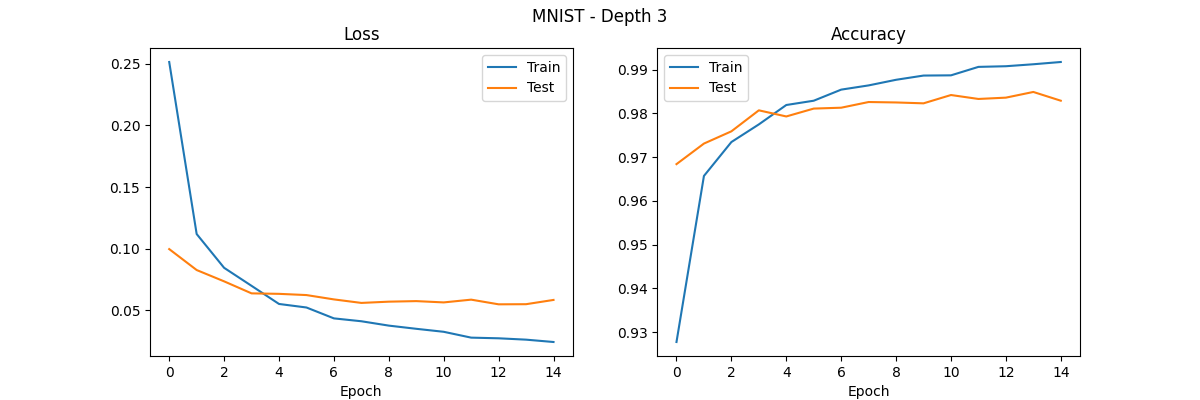 MNIST - Depth 3
Loss
0.25
0.20
0.15
0.10
0.05
0 2 4 6 8 10 12 14
Epoch
Train
Test
Accuracy
0.99
0.98
0.97
0.96
0.95
0.94
0.93
0 2 4 6 8 10 12 14
Epoch
Train
Test